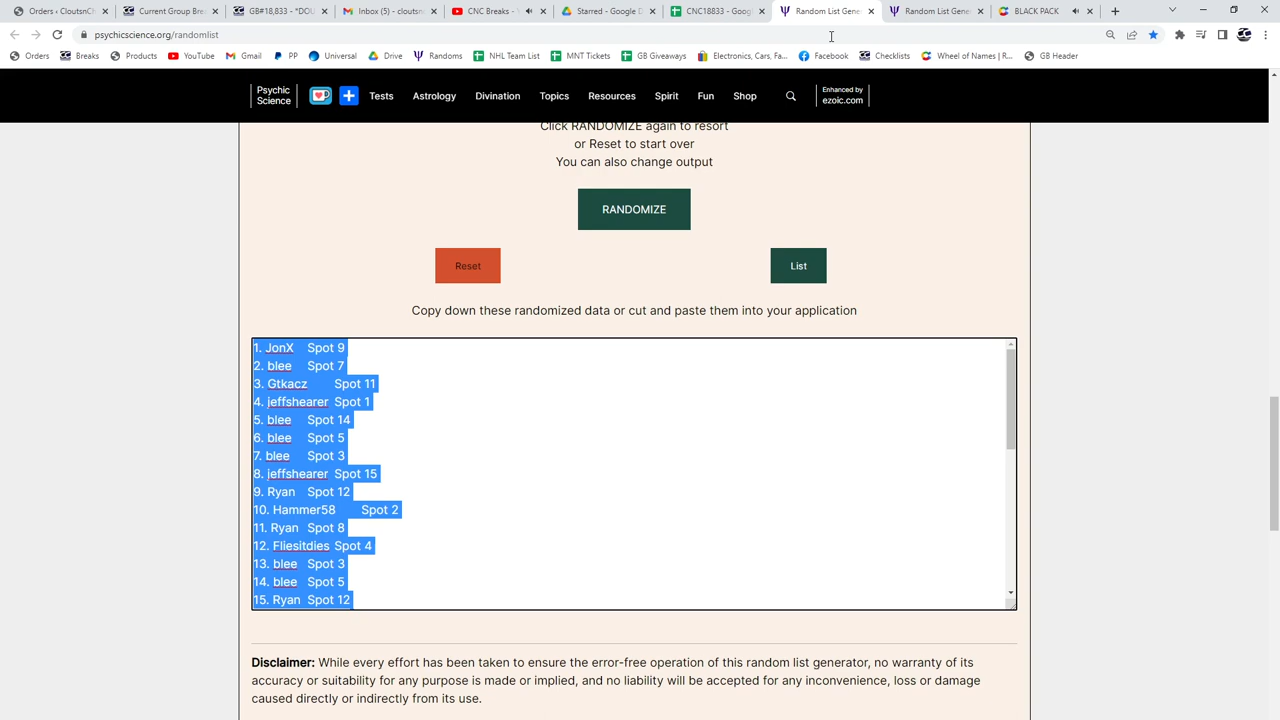 Orders ‹ CloutsnCh
Current Group Brea
GB#18,833 - *DOU
Inbox (5) - cloutsnc
CNC Breaks - Yo
Starred - Google D
CNC18833 - Goog
Random List Gene
Random List Gene
BLACK PACK
psychicscience.org/randomlist
Orders
Breaks
Products
YouTube
Gmail
PP
Universal
Drive
Randoms
NHL Team List
MNT Tickets
GB Giveaways
Electronics, Cars, Fa...
Facebook
Checklists
Wheel of Names | R...
GB Header
Psychic Science
Tests
Astrology
Divination
Topics
Resources
Spirit
Fun
Shop
Enhanced by ezoic.com
Click RANDOMIZE again to resort
or Reset to start over
You can also change output
RANDOMIZE
Reset
List
Copy down these randomized data or cut and paste them into your application
1. JonX Spot 9
2. blee Spot 7
3. Gtkacz Spot 11
4. jeffshearer Spot 1
5. blee Spot 14
6. blee Spot 5
7. blee Spot 3
8. jeffshearer Spot 15
9. Ryan Spot 12
10. Hammer58 Spot 2
11. Ryan Spot 8
12. Fliesitdies Spot 4
13. blee Spot 3
14. blee Spot 5
15. Ryan Spot 12
Disclaimer: While every effort has been taken to ensure the error-free operation of this random list generator, no warranty of its
accuracy or suitability for any purpose is made or implied, and no liability will be accepted for any inconvenience, loss or damage
caused directly or indirectly from its use.